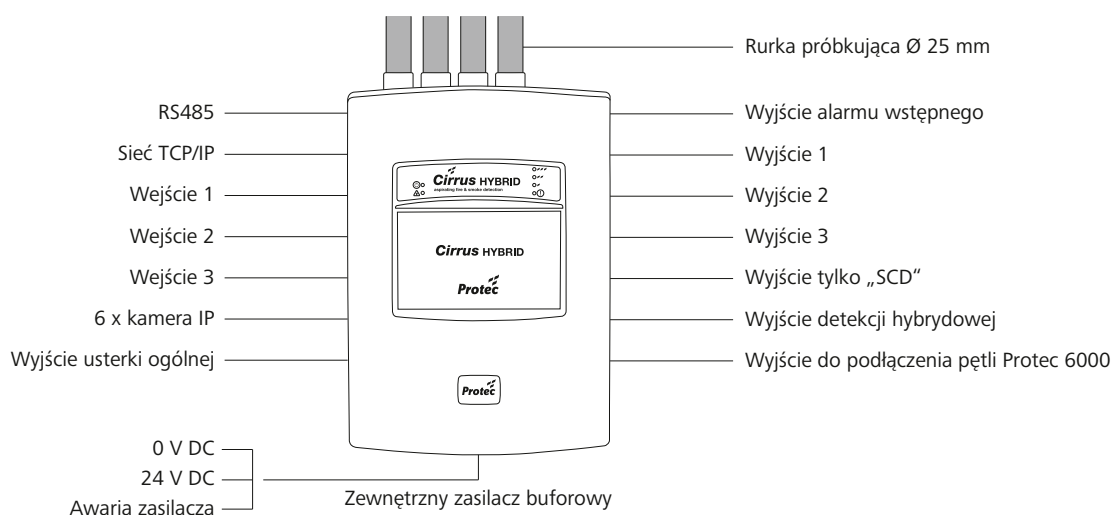 Rurka próbkująca Ø 25 mm
RS485
Sieć TCP/IP
Wejście 1
Wejście 2
Wejście 3
6 x kamera IP
Wyjście usterki ogólnej
Wyjście alarmu wstępnego
Wyjście 1
Wyjście 2
Wyjście 3
Wyjście tylko „SCD“
Wyjście detekcji hybrydowej
Wyjście do podłączenia pętli Protec 6000
Cirrus HYBRID
aspirating fire & smoke detection
Cirrus HYBRID
Protec
Protec
0 V DC
24 V DC
Awaria zasilacza
Zewnętrzny zasilacz buforowy